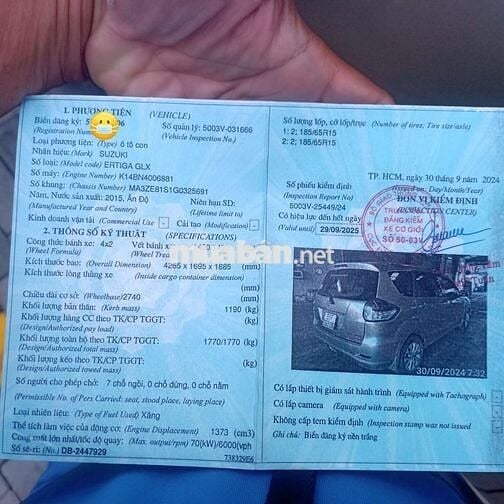 1. PHƯƠNG TIỆN (VEHICLE)
Biển đăng ký: 5 06
(Registration Number) Số quản lý: 5003V-031666
(Vehicle Inspection No.)
Loại phương tiện: (Type) ô tô con
Nhãn hiệu: (Mark) SUZUKI
Số loại: (Model code) ERTIGA GLX
Số máy: (Engine Number) K14BN4006881
Số khung: (Chassis Number) MA3ZE81S1G0325691
Năm, Nước sản xuất: 2015, Ấn Độ Niên hạn SD:
(Manufactured Year and Country) (Lifetime limit to)
Kinh doanh vận tải (Commercial Use) Cải tạo (Modification)
2. THÔNG SỐ KỸ THUẬT (SPECIFICATIONS)
Công thức bánh xe: 4x2 Vết bánh x
(Wheel Formula) (Wheel Trea
Kích thước bao: (Overall Dimension) 4265 x 1695 x 1685 (mm)
Kích thước lòng thùng xe (Inside cargo container dimension)
(mm)
Chiều dài cơ sở: (Wheelbase) 2740 (mm)
Khối lượng bản thân: (Kerb mass) 1190 (kg)
Khối lượng hàng CC theo TK/CP TGGT: (kg)
(Design/Authorized pay load)
Khối lượng toàn bộ theo TK/CP TGGT: 1770/1770 (kg)
(Design/Authorized total mass)
Khối lượng kéo theo TK/CP TGGT: (kg)
(Design/Authorized towed mass)
Số người cho phép chở: 7 chỗ ngồi, 0 chỗ đứng, 0 chỗ nằm
(Permissible No. of Pers Carried: seat, stood place, laying place)
Loại nhiên liệu: (Type of Fuel Used) Xăng
Thể tích làm việc của động cơ: (Engine Displacement) 1373 (cm3)
Công suất lớn nhất/tốc độ quay: (Max. output/rpm) 70(kW)/6000(vph
Số sê-ri: (No.) DB-2447929
738329E6
Số lượng lốp, cỡ lốp/trục (Number of tires; Tire size/axle)
1: 2; 185/65R15
2: 2; 185/65R15
TP. HCM, ngày 30 tháng 9 năm 2024
(Issued on: Day/Month/Year)
Số phiếu kiểm định ĐƠN VỊ KIỂM ĐỊNH
(Inspection Report No) (INSPECTION CENTER)
5003V-25449/24
Có hiệu lực đến hết ngày
(Valid until) 29/09/2025
TRUNG TÂM
ĐĂNG KIỂM
XE CƠ GIỚI
SỐ 50-03V
muaban.net
30/09/2024 7:32
Có lắp thiết bị giám sát hành trình (Equipped with Tachograph)
Có lắp camera (Equipped with camera)
Không cấp tem kiểm định (Inspection stamp was not issued
Ghi chú: Biển đăng ký nền trắng